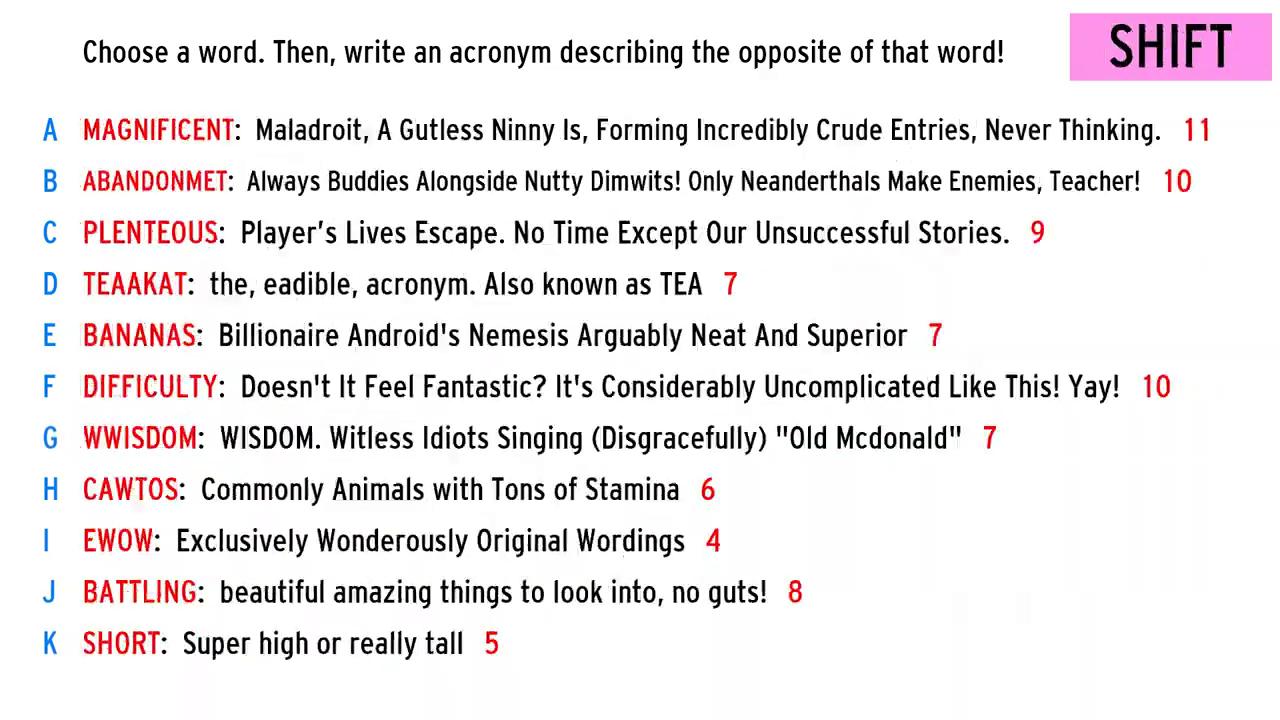 Choose a word. Then, write an acronym describing the opposite of that word!
SHIFT
A MAGNIFICENT: Maladroit, A Gutless Ninny Is, Forming Incredibly Crude Entries, Never Thinking. 11
B ABANDONMET: Always Buddies Alongside Nutty Dimwits! Only Neanderthals Make Enemies, Teacher! 10
C PLENTEOUS: Player's Lives Escape. No Time Except Our Unsuccessful Stories. 9
D TEAAKAT: the, eadible, acronym. Also known as TEA 7
E BANANAS: Billionaire Android's Nemesis Arguably Neat And Superior 7
F DIFFICULTY: Doesn't It Feel Fantastic? It's Considerably Uncomplicated Like This! Yay! 10
G WWISDOM: WISDOM. Witless Idiots Singing (Disgracefully) "Old Mcdonald" 7
H CAWTOS: Commonly Animals with Tons of Stamina 6
I EWOW: Exclusively Wonderously Original Wordings 4
J BATTLING: beautiful amazing things to look into, no guts! 8
K SHORT: Super high or really tall 5